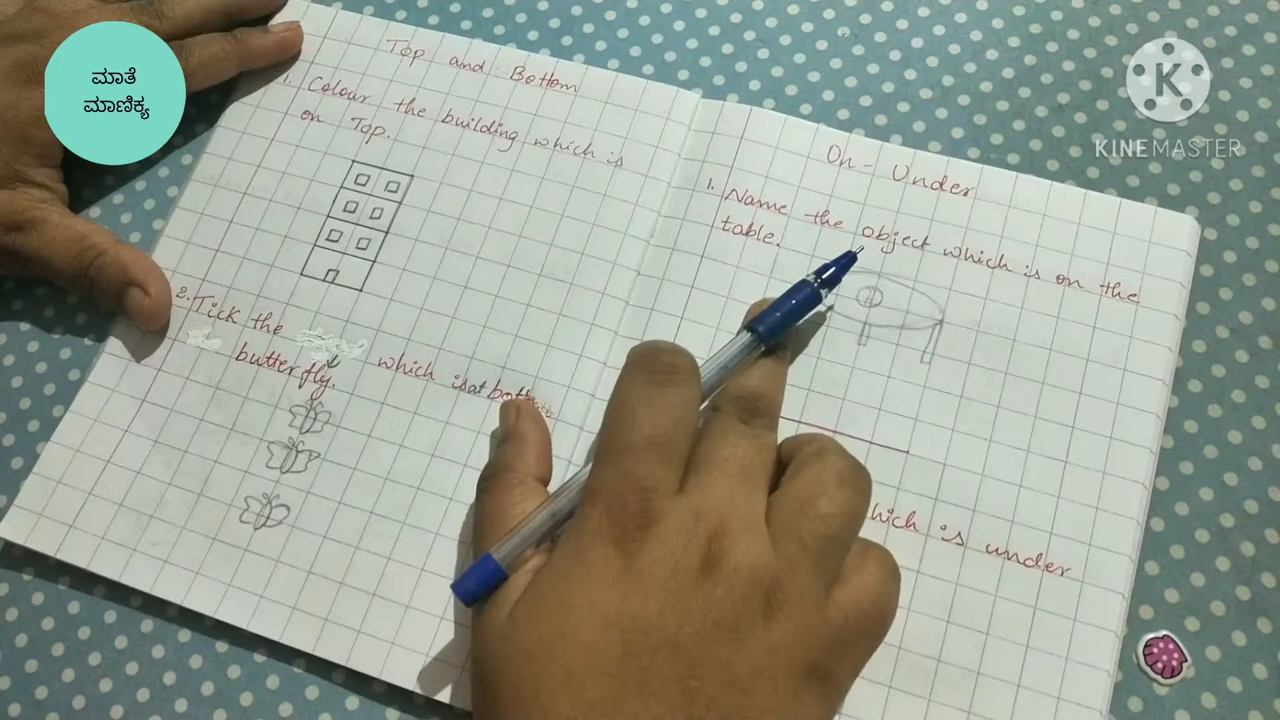 ಮಾತೆ
ಮಾಣಿಕ್ಯ
K
KINEMASTER
Top and Bottom
1. Colour the building which is
on Top.
2. Tick the which is at
butterfly.
On - Under
1. Name the object which is on the
table.
which is under